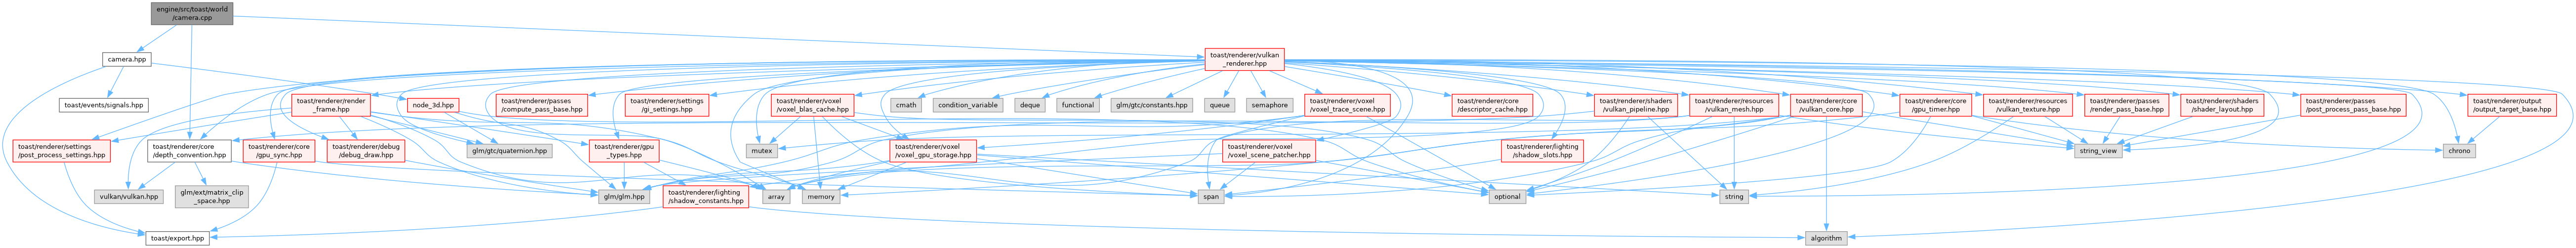 engine/src/toast/world
/camera.cpp
camera.hpp
toast/renderer/vulkan
_renderer.hpp
toast/events/signals.hpp
toast/renderer/render
_frame.hpp
node_3d.hpp
toast/renderer/passes
/compute_pass_base.hpp
toast/renderer/settings
/gi_settings.hpp
toast/renderer/voxel
/voxel_blas_cache.hpp
cmath
condition_variable
deque
functional
glm/gtc/constants.hpp
queue
semaphore
toast/renderer/voxel
/voxel_trace_scene.hpp
toast/renderer/core
/descriptor_cache.hpp
toast/renderer/shaders
/vulkan_pipeline.hpp
toast/renderer/resources
/vulkan_mesh.hpp
toast/renderer/core
/vulkan_core.hpp
toast/renderer/core
/gpu_timer.hpp
toast/renderer/resources
/vulkan_texture.hpp
toast/renderer/passes
/render_pass_base.hpp
toast/renderer/shaders
/shader_layout.hpp
toast/renderer/passes
/post_process_pass_base.hpp
toast/renderer/output
/output_target_base.hpp
toast/renderer/settings
/post_process_settings.hpp
toast/renderer/core
/depth_convention.hpp
toast/renderer/core
/gpu_sync.hpp
toast/renderer/debug
/debug_draw.hpp
glm/gtc/quaternion.hpp
toast/renderer/gpu
_types.hpp
mutex
toast/renderer/voxel
/voxel_gpu_storage.hpp
toast/renderer/voxel
/voxel_scene_patcher.hpp
toast/renderer/lighting
/shadow_slots.hpp
string_view
chrono
vulkan/vulkan.hpp
glm/ext/matrix_clip
_space.hpp
glm/glm.hpp
toast/renderer/lighting
/shadow_constants.hpp
array
memory
span
optional
string
toast/export.hpp
algorithm